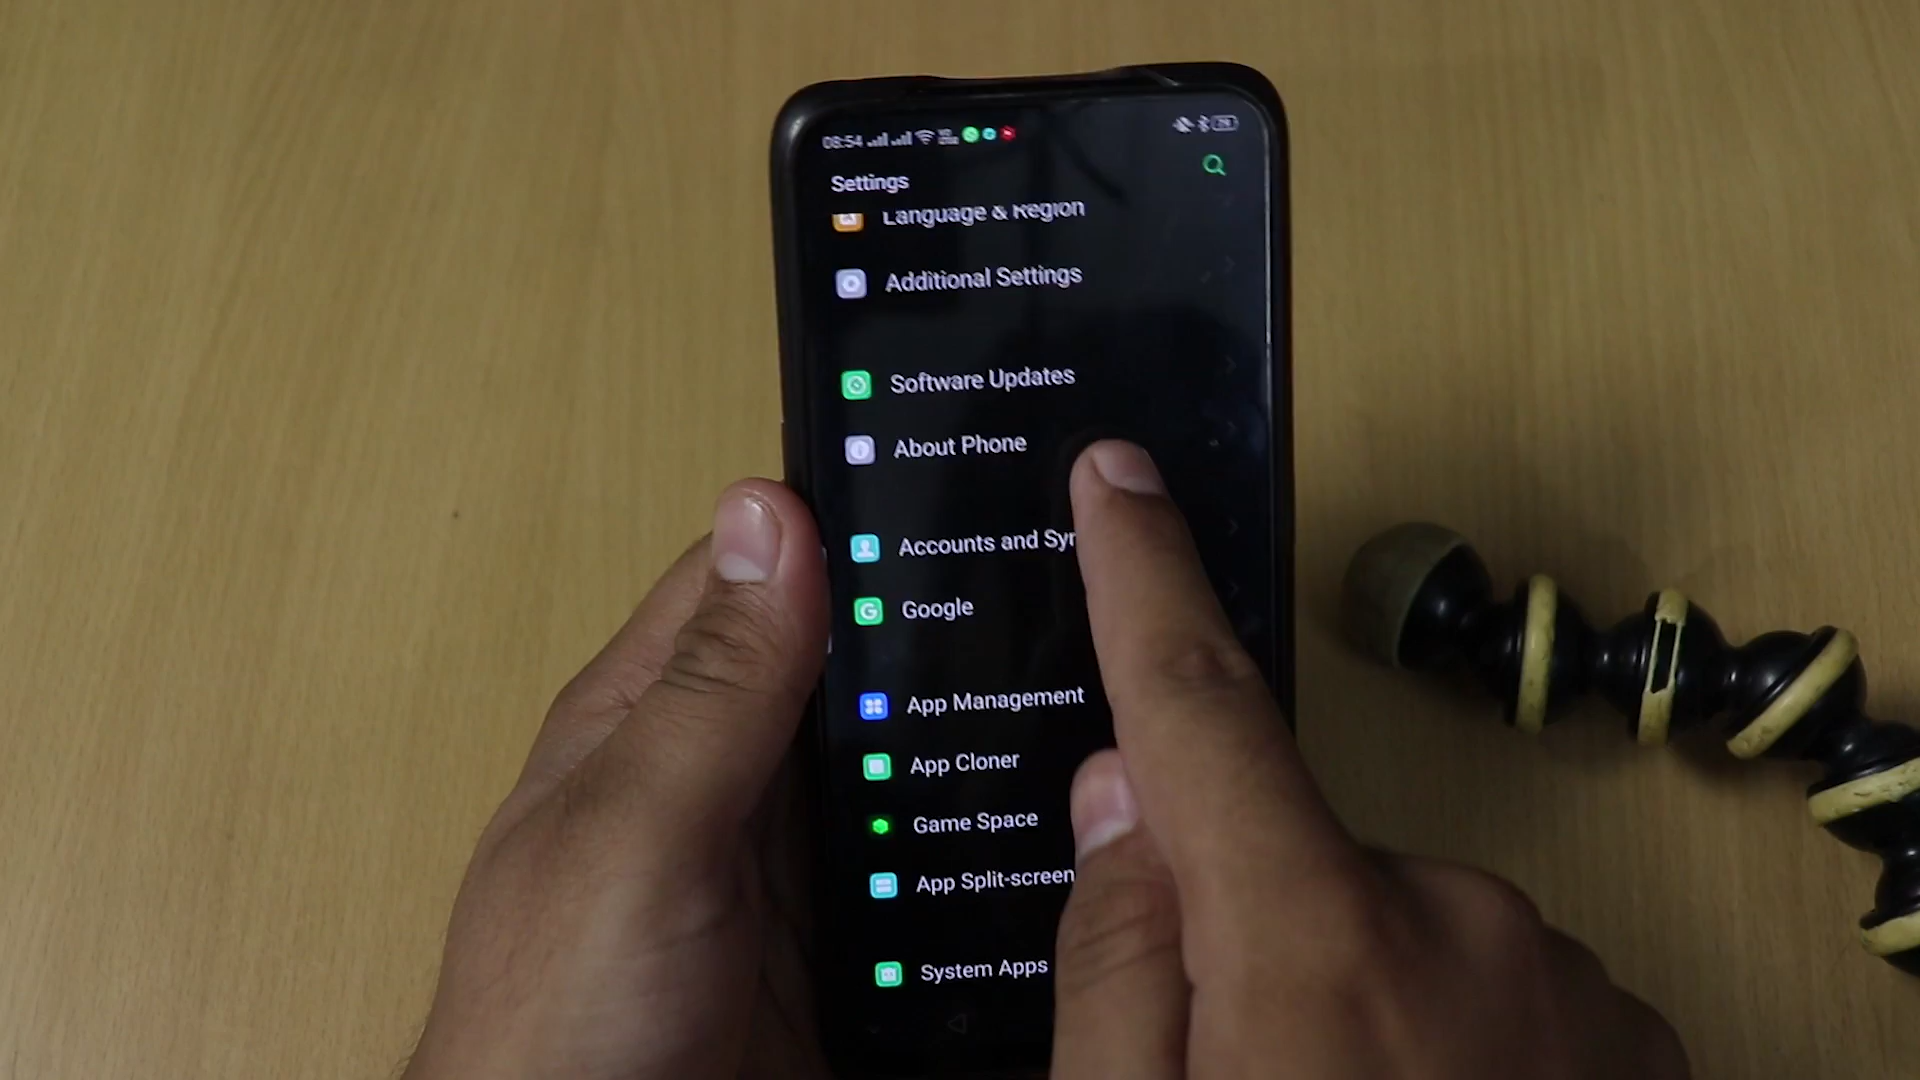 08:54
Settings
Language & Region
Additional Settings
Software Updates
About Phone
Accounts and Syn
Google
App Management
App Cloner
Game Space
App Split-screen
System Apps